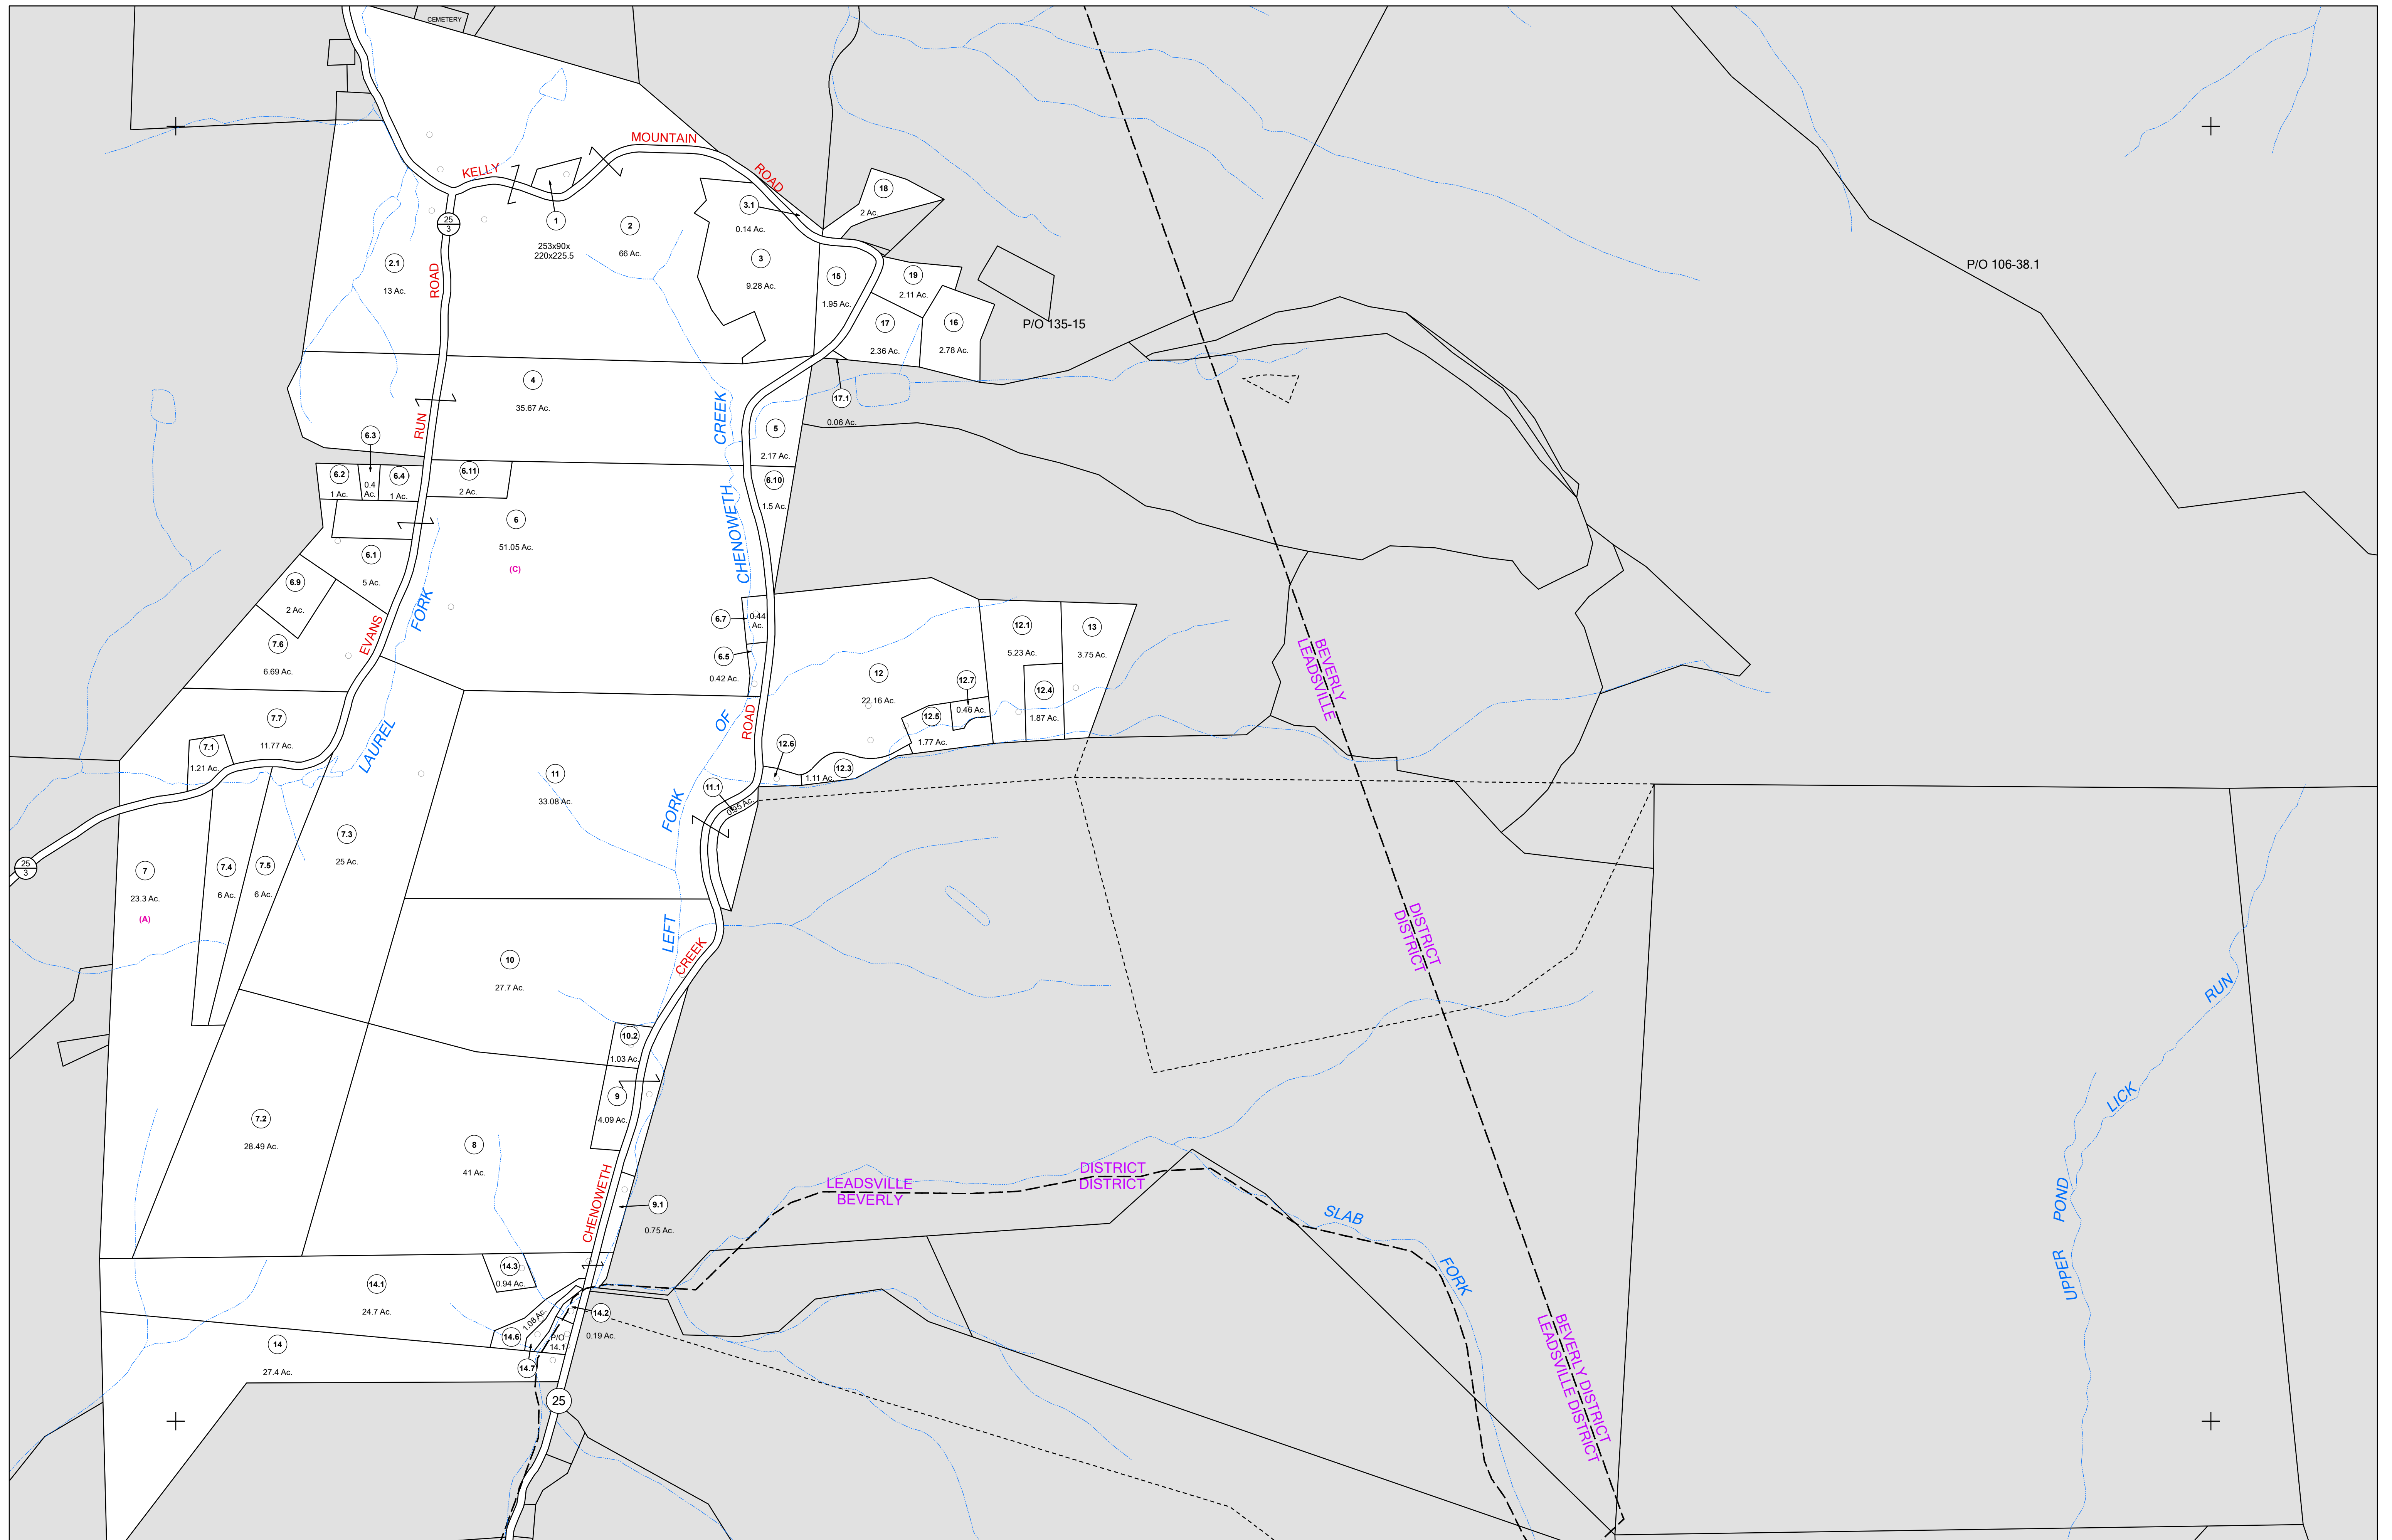 CEMETERY
MOUNTAIN
KELLY
ROAD
18
2 Ac.
3.1
0.14 Ac.
25
3
1
253x90x
220x225.5
2
66 Ac.
3
9.28 Ac.
2.1
13 Ac.
ROAD
15
1.95 Ac.
19
2.11 Ac.
17
2.36 Ac.
16
2.78 Ac.
P/O 135-15
P/O 106-38.1
4
35.67 Ac.
17.1
0.06 Ac.
CREEK
5
2.17 Ac.
RUN
6.3
6.2
1 Ac.
0.4
Ac.
6.4
1 Ac.
6.11
2 Ac.
6.10
1.5 Ac.
6
51.05 Ac.
(C)
CHENOWETH
6.1
5 Ac.
6.9
2 Ac.
FORK
EVANS
7.6
6.69 Ac.
6.7
0.44
Ac.
6.5
0.42 Ac.
12
22.16 Ac.
12.1
5.23 Ac.
13
3.75 Ac.
12.7
0.46 Ac.
12.4
1.87 Ac.
12.5
1.77 Ac.
BEVERLY
LEADSVILLE
7.7
11.77 Ac.
7.1
1.21 Ac.
LAUREL
OF
ROAD
12.6
12.3
1.11 Ac.
11
33.08 Ac.
11.1
0.95 Ac.
FORK
7.3
25 Ac.
25
3
7
23.3 Ac.
(A)
7.4
6 Ac.
7.5
6 Ac.
LEFT
CREEK
10
27.7 Ac.
DISTRICT
DISTRICT
RUN
LICK
10.2
1.03 Ac.
9
4.09 Ac.
7.2
28.49 Ac.
8
41 Ac.
CHENOWETH
9.1
0.75 Ac.
LEADSVILLE
BEVERLY
DISTRICT
DISTRICT
SLAB
FORK
POND
UPPER
14.3
0.94 Ac.
14.1
24.7 Ac.
14.2
0.19 Ac.
1.08 Ac.
14.6
P/O
14.1
14.7
14
27.4 Ac.
25
BEVERLY DISTRICT
LEADSVILLE DISTRICT